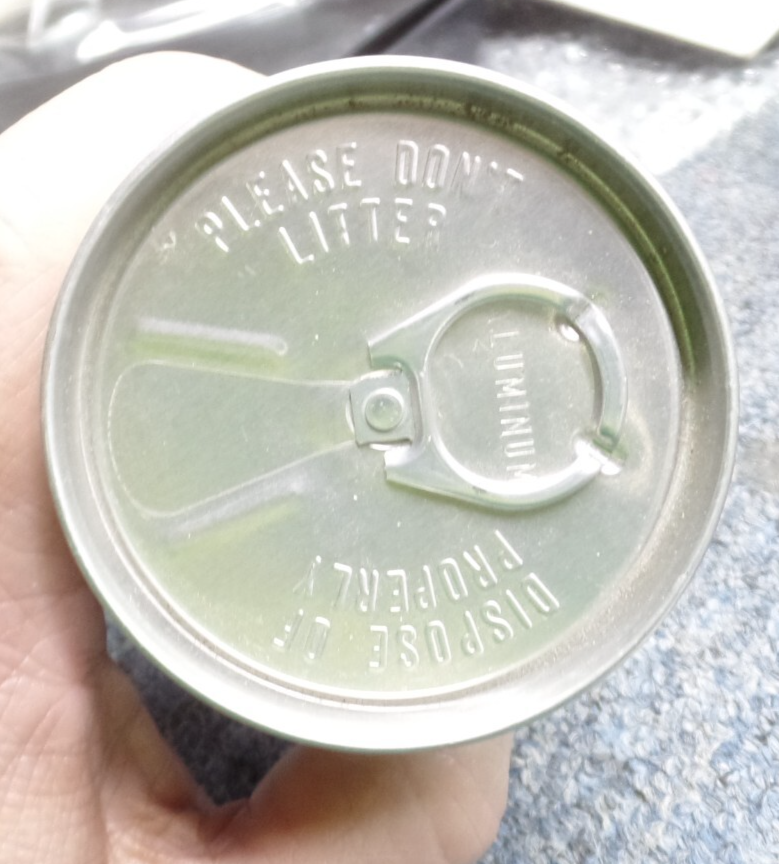 PLEASE DON'T
LITTER
LUMINUM
DISPOSE OF
PROPERLY